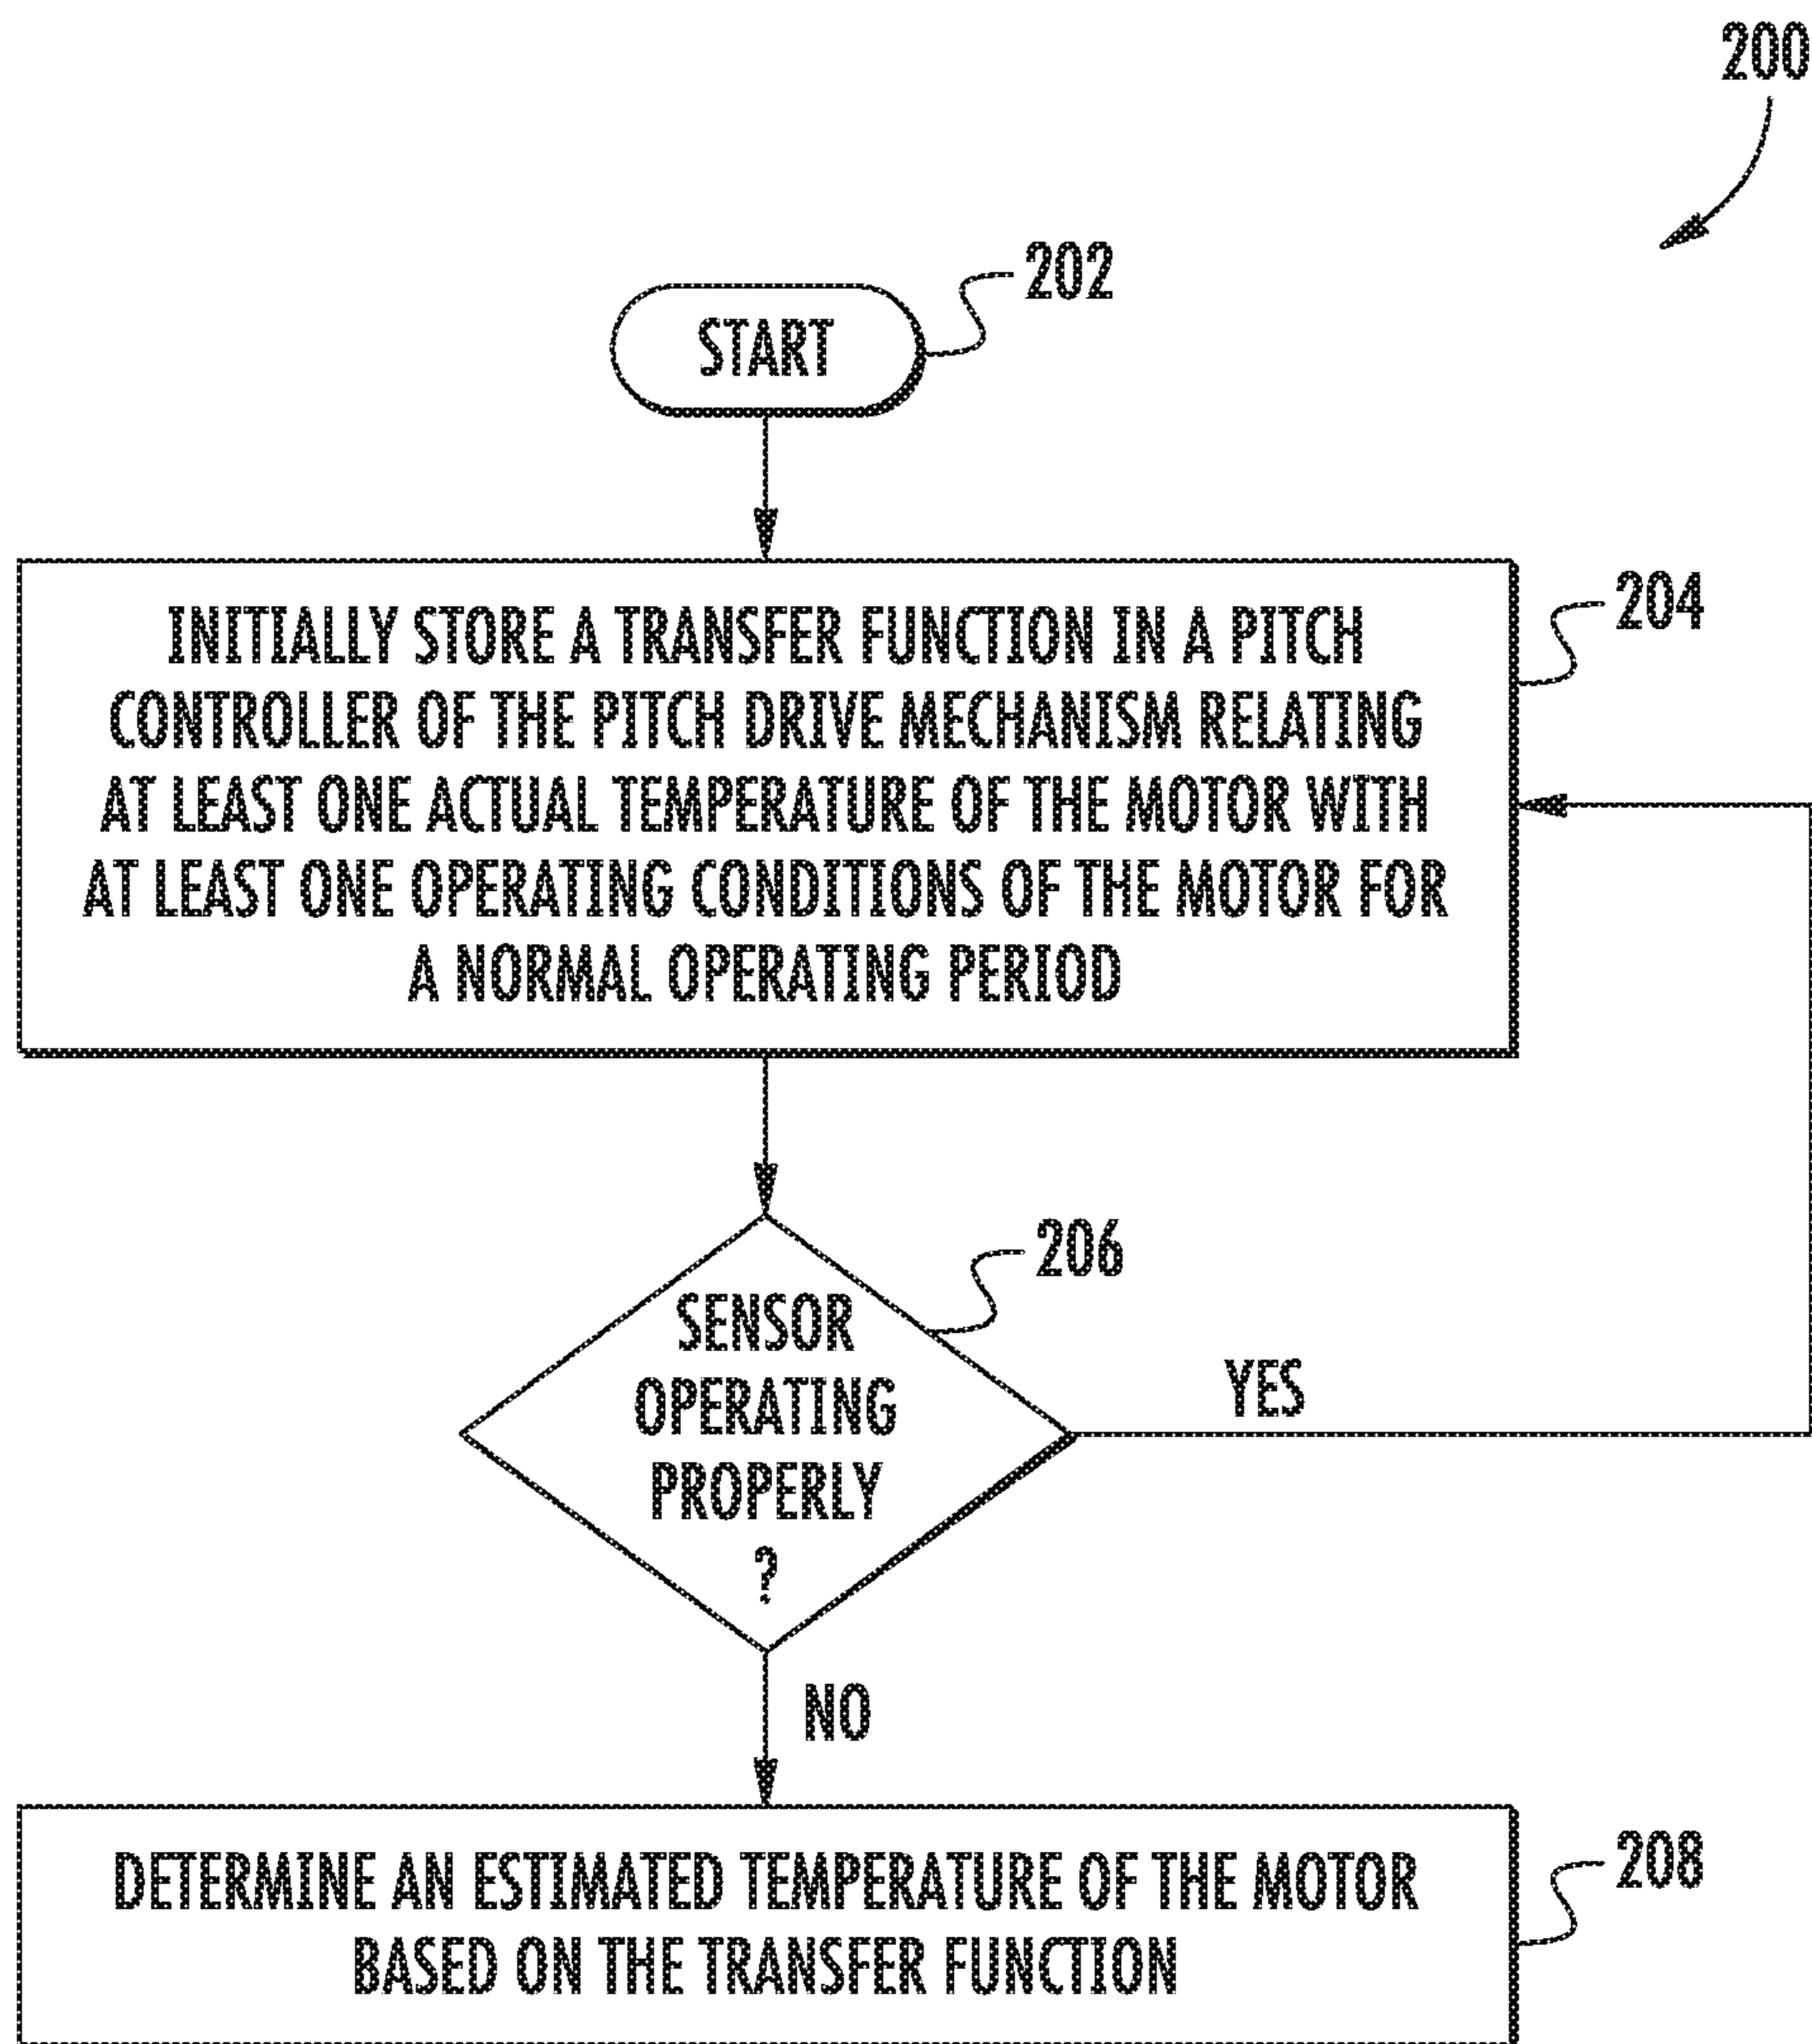 200
202
START
204
INITIALLY STORE A TRANSFER FUNCTION IN A PITCH
CONTROLLER OF THE PITCH DRIVE MECHANISM RELATING
AT LEAST ONE ACTUAL TEMPERATURE OF THE MOTOR WITH
AT LEAST ONE OPERATING CONDITIONS OF THE MOTOR FOR
A NORMAL OPERATING PERIOD
206
SENSOR
OPERATING
PROPERLY
?
YES
NO
208
DETERMINE AN ESTIMATED TEMPERATURE OF THE MOTOR
BASED ON THE TRANSFER FUNCTION